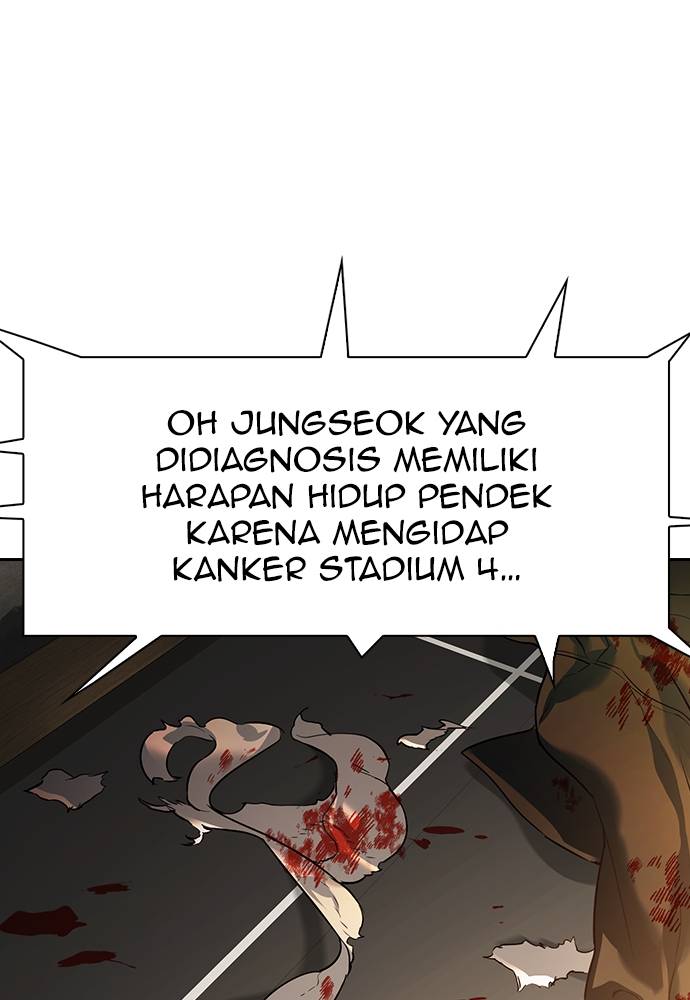 OH JUNGSEOK YANG
DIDIAGNOSIS MEMILIKI
HARAPAN HIDUP PENDEK
KARENA MENGIDAP
KANKER STADIUM 4...